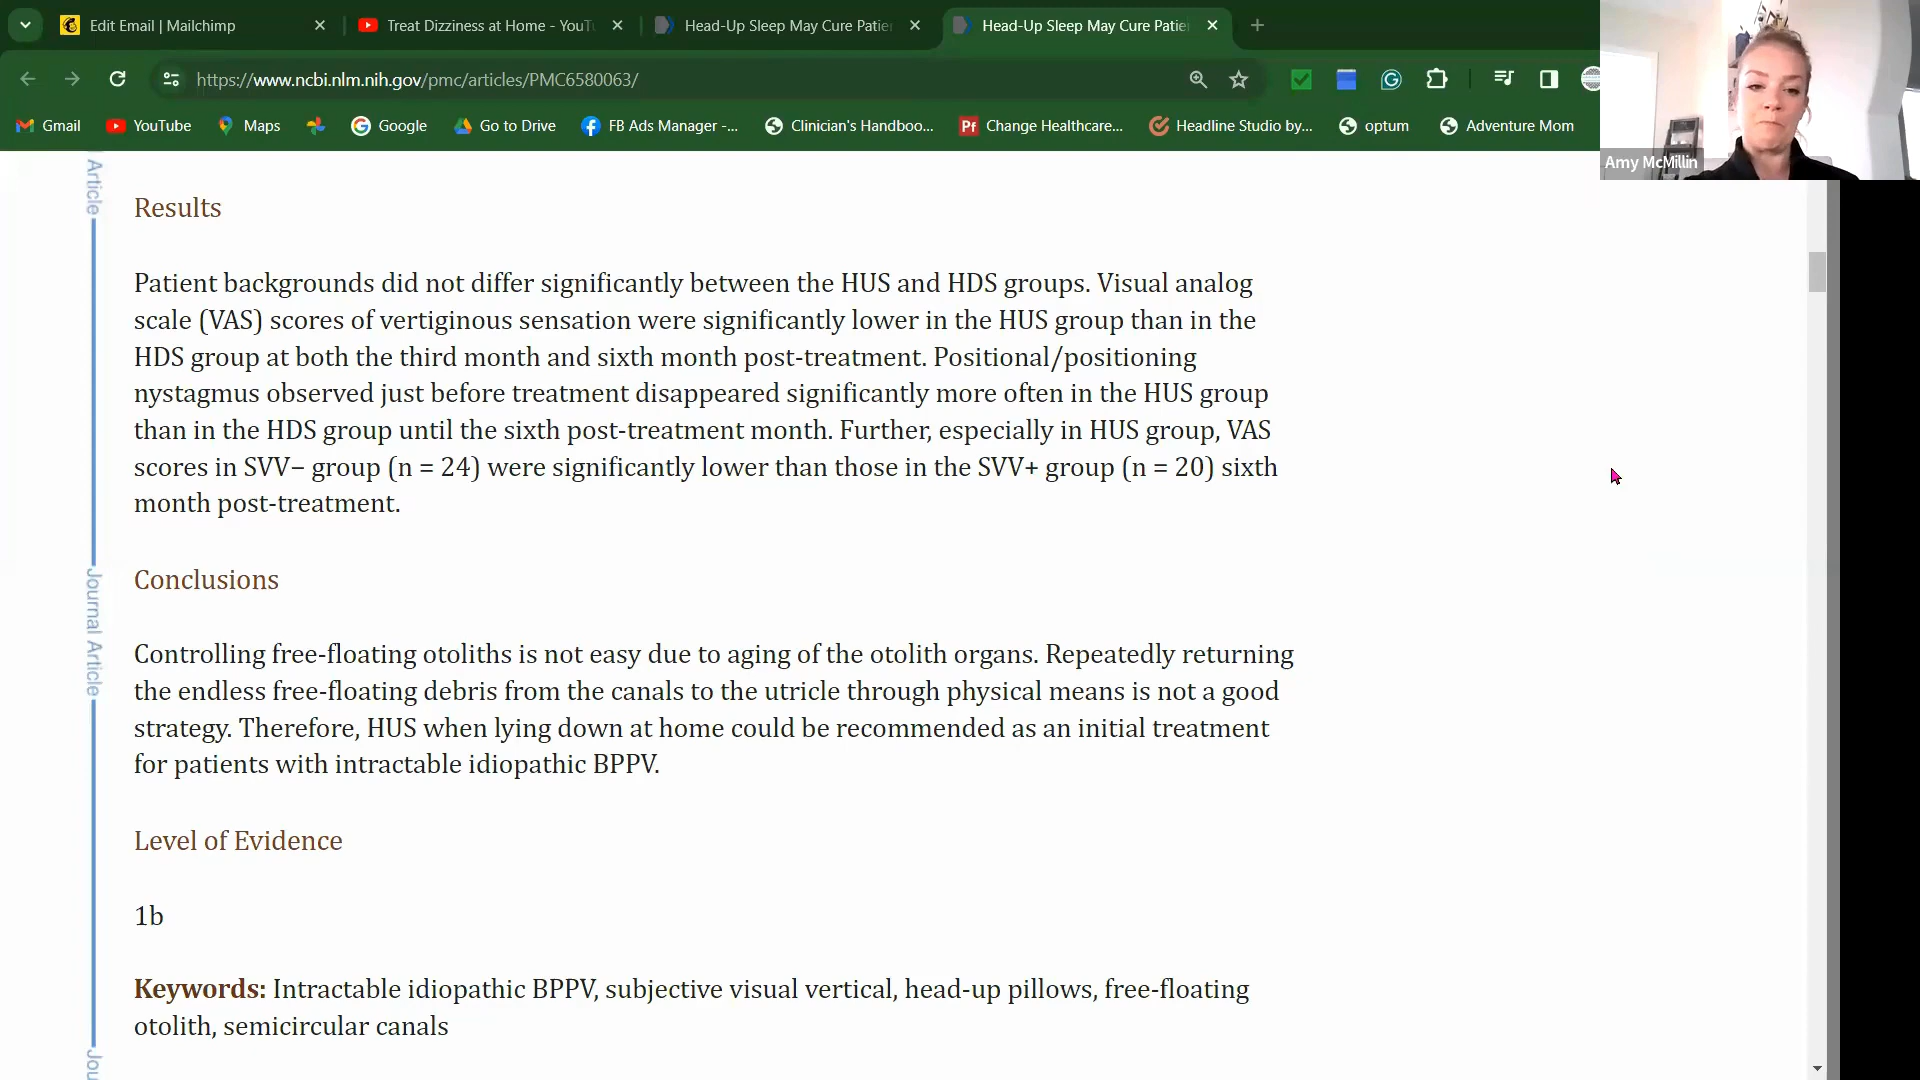 Edit Email | Mailchimp
Treat Dizziness at Home - YouTu
Head-Up Sleep May Cure Patie
Head-Up Sleep May Cure Patie
https://www.ncbi.nlm.nih.gov/pmc/articles/PMC6580063/
Gmail
YouTube
Maps
Google
Go to Drive
FB Ads Manager -...
Clinician's Handboo...
Change Healthcare...
Headline Studio by...
optum
Adventure Mom
Amy McMillin
Article
Results
Patient backgrounds did not differ significantly between the HUS and HDS groups. Visual analog
scale (VAS) scores of vertiginous sensation were significantly lower in the HUS group than in the
HDS group at both the third month and sixth month post-treatment. Positional/positioning
nystagmus observed just before treatment disappeared significantly more often in the HUS group
than in the HDS group until the sixth post-treatment month. Further, especially in HUS group, VAS
scores in SVV− group (n = 24) were significantly lower than those in the SVV+ group (n = 20) sixth
month post-treatment.
Journal Article
Conclusions
Controlling free-floating otoliths is not easy due to aging of the otolith organs. Repeatedly returning
the endless free-floating debris from the canals to the utricle through physical means is not a good
strategy. Therefore, HUS when lying down at home could be recommended as an initial treatment
for patients with intractable idiopathic BPPV.
Level of Evidence
1b
Keywords: Intractable idiopathic BPPV, subjective visual vertical, head-up pillows, free-floating
otolith, semicircular canals
Jou